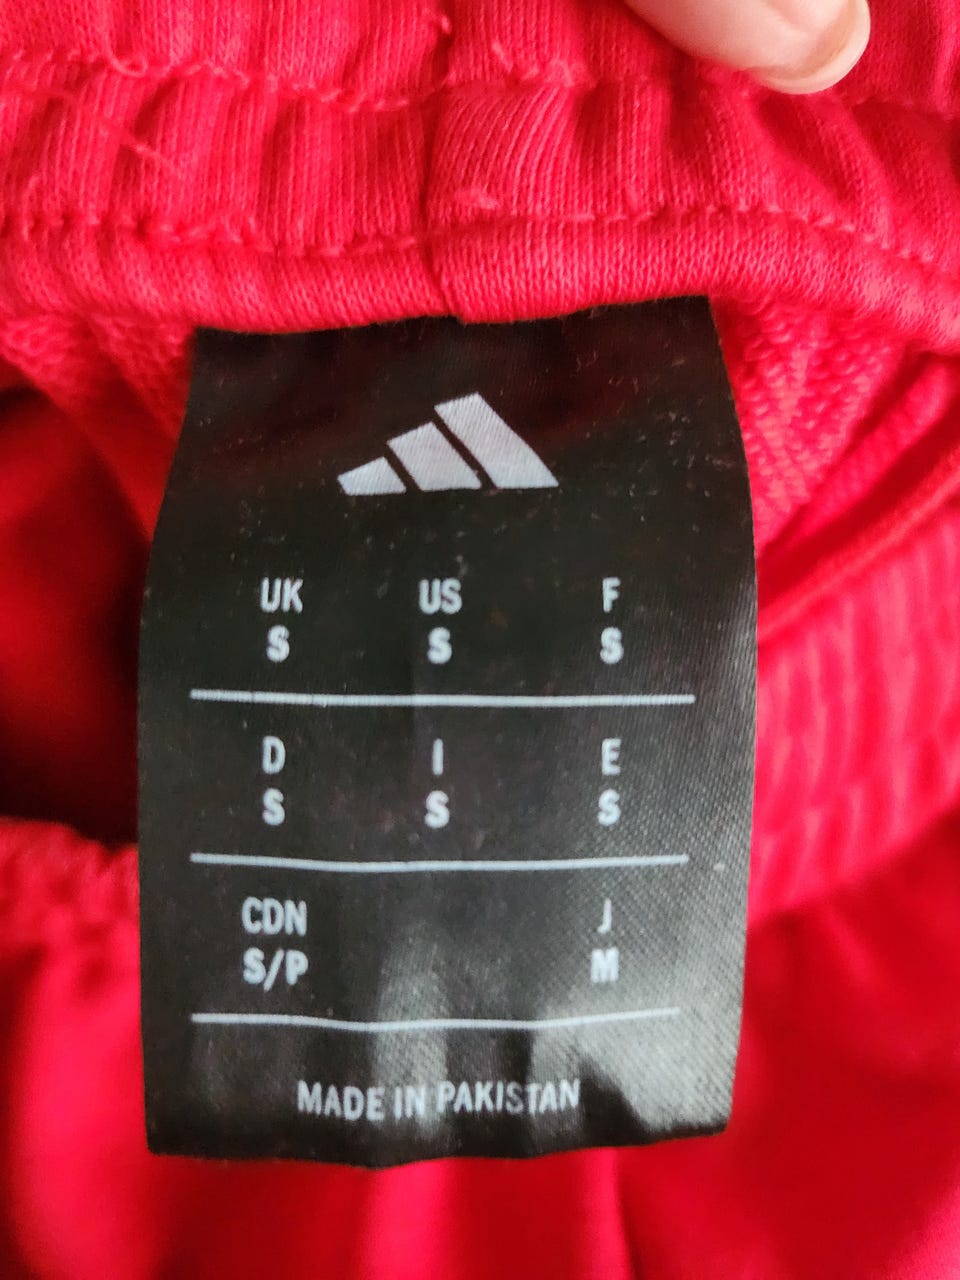 UK US F
S S S
D I E
S S S
CDN J
S/P M
MADE IN PAKISTAN